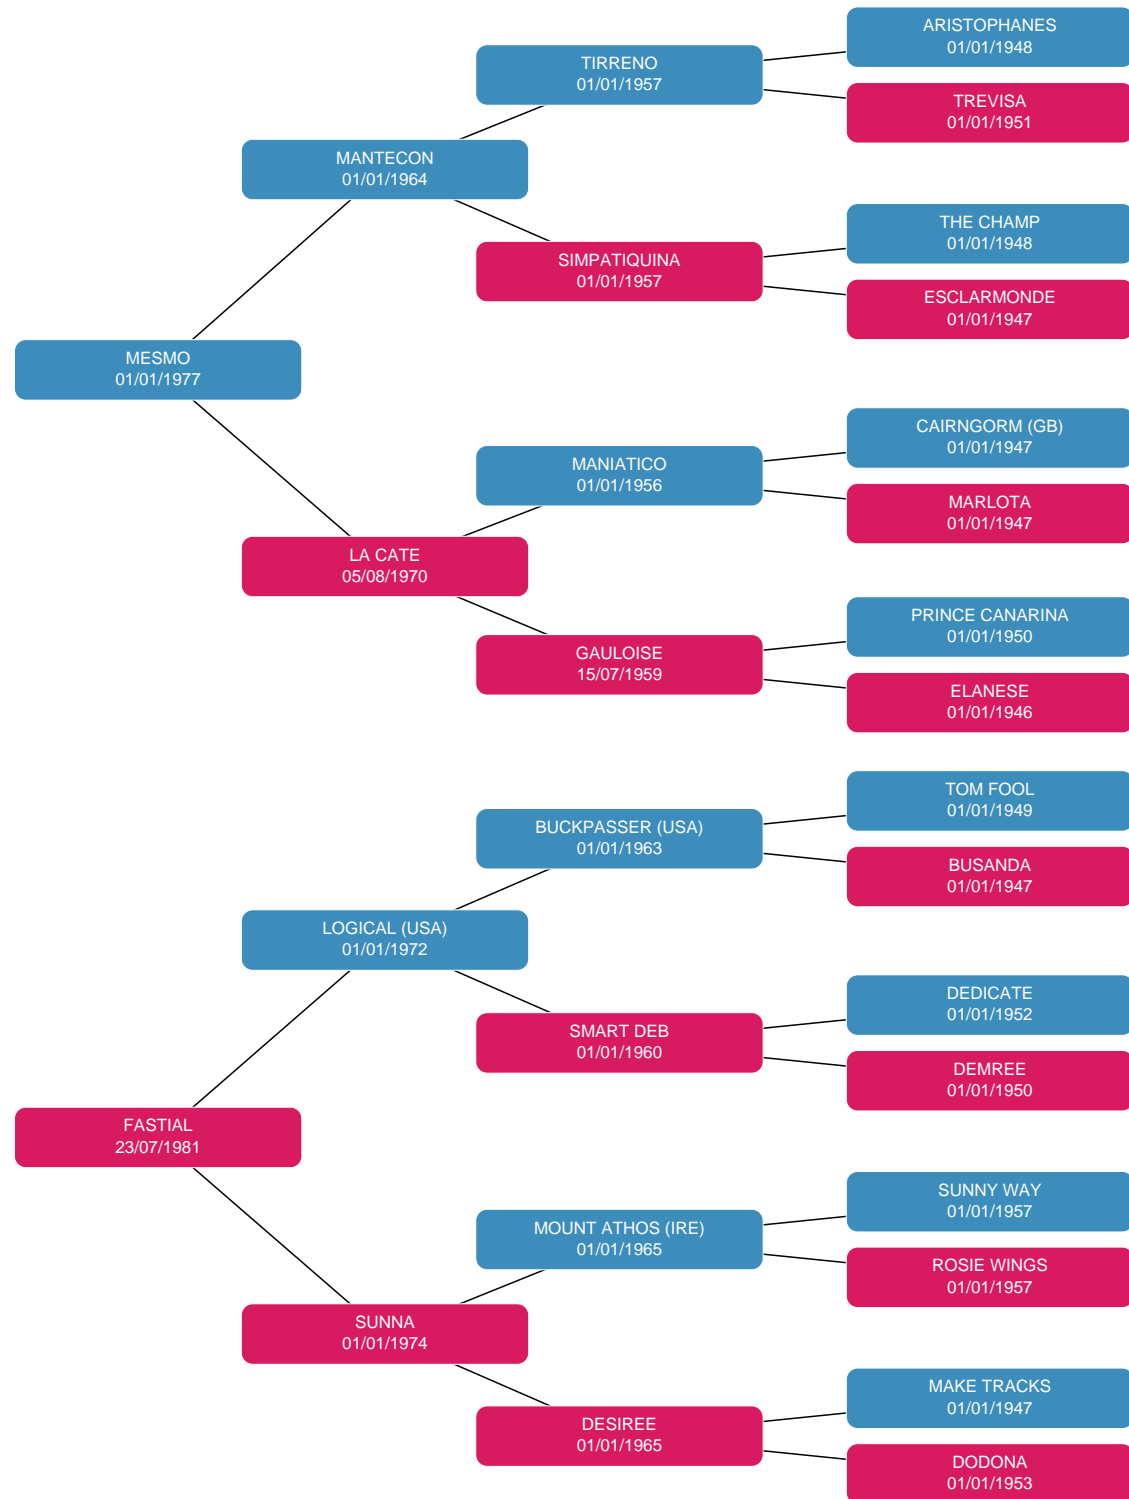 ARISTOPHANES
01/01/1948
TIRRENO
01/01/1957
TREVISA
01/01/1951
MANTECON
01/01/1964
THE CHAMP
01/01/1948
SIMPATIQUINA
01/01/1957
ESCLARMONDE
01/01/1947
MESMO
01/01/1977
CAIRNGORM (GB)
01/01/1947
MANIATICO
01/01/1956
MARLOTA
01/01/1947
LA CATE
05/08/1970
PRINCE CANARINA
01/01/1950
GAULOISE
15/07/1959
ELANESE
01/01/1946
TOM FOOL
01/01/1949
BUCKPASSER (USA)
01/01/1963
BUSANDA
01/01/1947
LOGICAL (USA)
01/01/1972
DEDICATE
01/01/1952
SMART DEB
01/01/1960
DEMREE
01/01/1950
FASTIAL
23/07/1981
SUNNY WAY
01/01/1957
MOUNT ATHOS (IRE)
01/01/1965
ROSIE WINGS
01/01/1957
SUNNA
01/01/1974
MAKE TRACKS
01/01/1947
DESIREE
01/01/1965
DODONA
01/01/1953